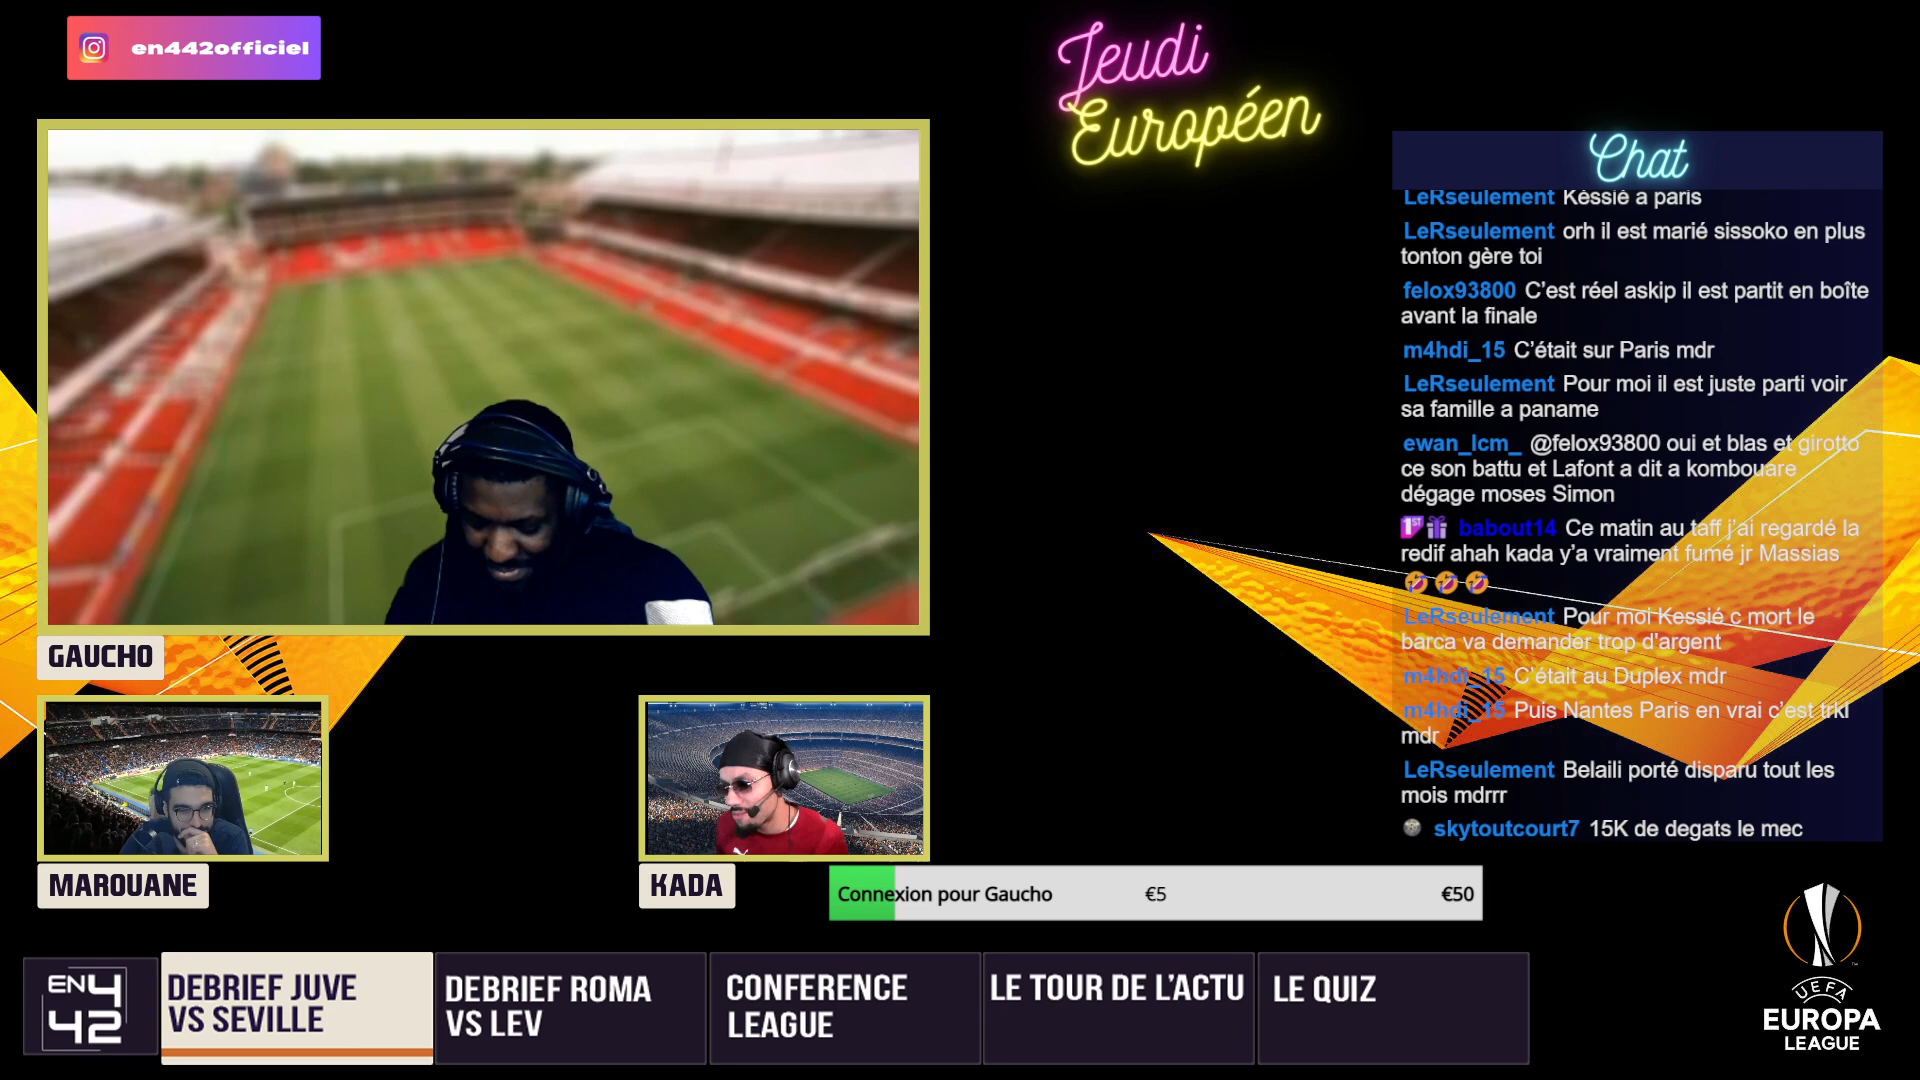 en442officiel
Jeudi
Européen
Chat
LeRseulement Késsié a paris
LeRseulement orh il est marié sissoko en plus
tonton gère toi
felox93800 C'est réel askip il est partit en boîte
avant la finale
m4hdi_15 C'était sur Paris mdr
LeRseulement Pour moi il est juste parti voir
sa famille a paname
ewan_lcm_ @felox93800 oui et blas et girotto
ce son battu et Lafont a dit a kombouare
dégage moses Simon
1ST babout14 Ce matin au taff j'ai regardé la
redif ahah kada y'a vraiment fumé jr Massias
🤣🤣🤣
LeRseulement Pour moi Kessié c mort le
barca va demander trop d'argent
m4hdi_15 C'était au Duplex mdr
m4hdi_15 Puis Nantes Paris en vrai c'est trkl
mdr
LeRseulement Belaili porté disparu tout les
mois mdrrr
skytoutcourt7 15K de degats le mec
GAUCHO
MAROUANE
KADA
Connexion pour Gaucho €5 €50
EN 4
42
DEBRIEF JUVE
VS SEVILLE
DEBRIEF ROMA
VS LEV
CONFERENCE
LEAGUE
LE TOUR DE L'ACTU
LE QUIZ
UEFA
EUROPA
LEAGUE